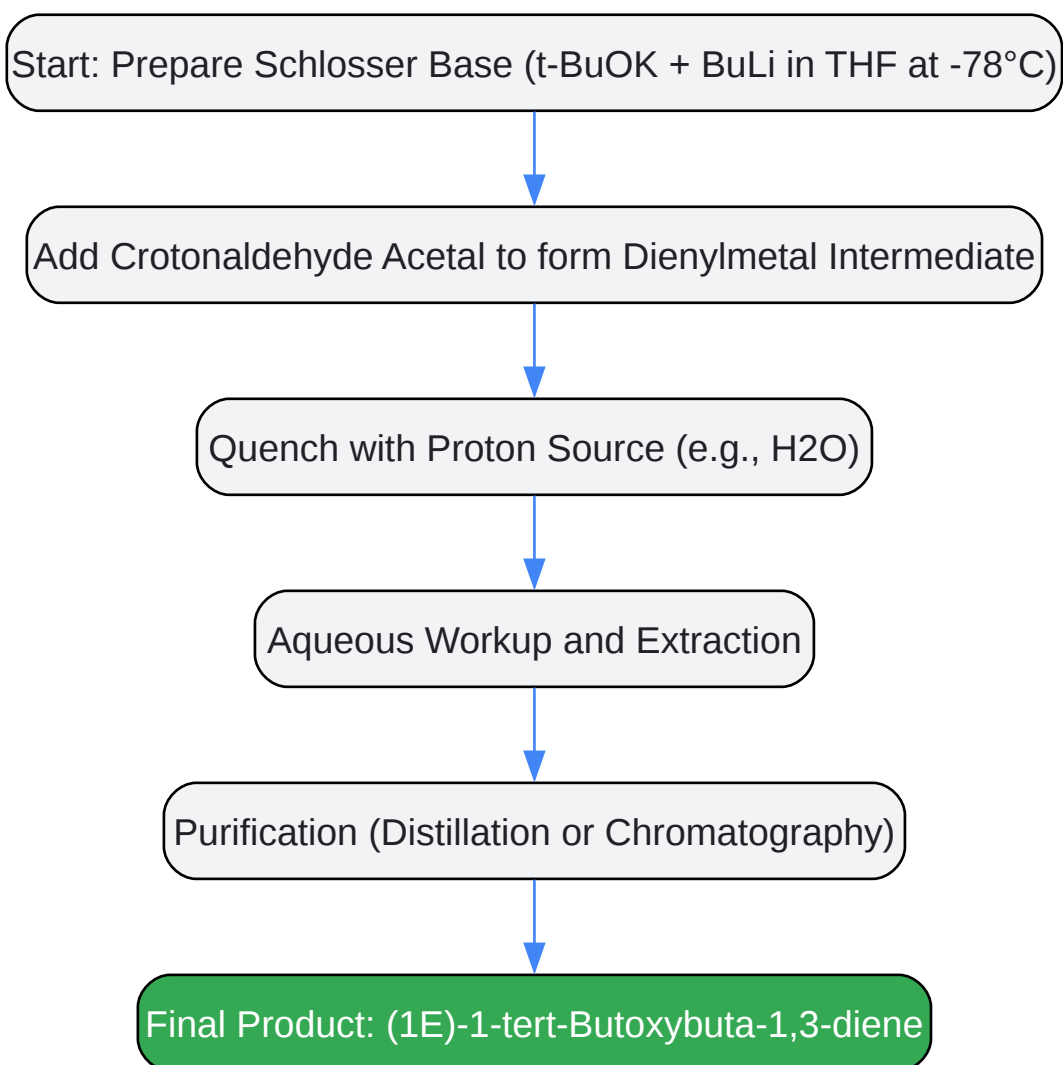 Start: Prepare Schlosser Base (t-BuOK + BuLi in THF at -78°C)
Add Crotonaldehyde Acetal to form Dienylmetal Intermediate
Quench with Proton Source (e.g., H2O)
Aqueous Workup and Extraction
Purification (Distillation or Chromatography)
Final Product: (1E)-1-tert-Butoxybuta-1,3-diene